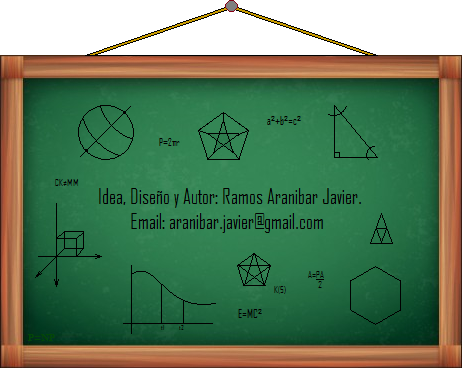 a²+b²=c²
P=2πr
CK≠MM
Idea, Diseño y Autor: Ramos Aranibar Javier.
Email: aranibar.javier@gmail.com
A=PA
2
K(5)
E=MC²